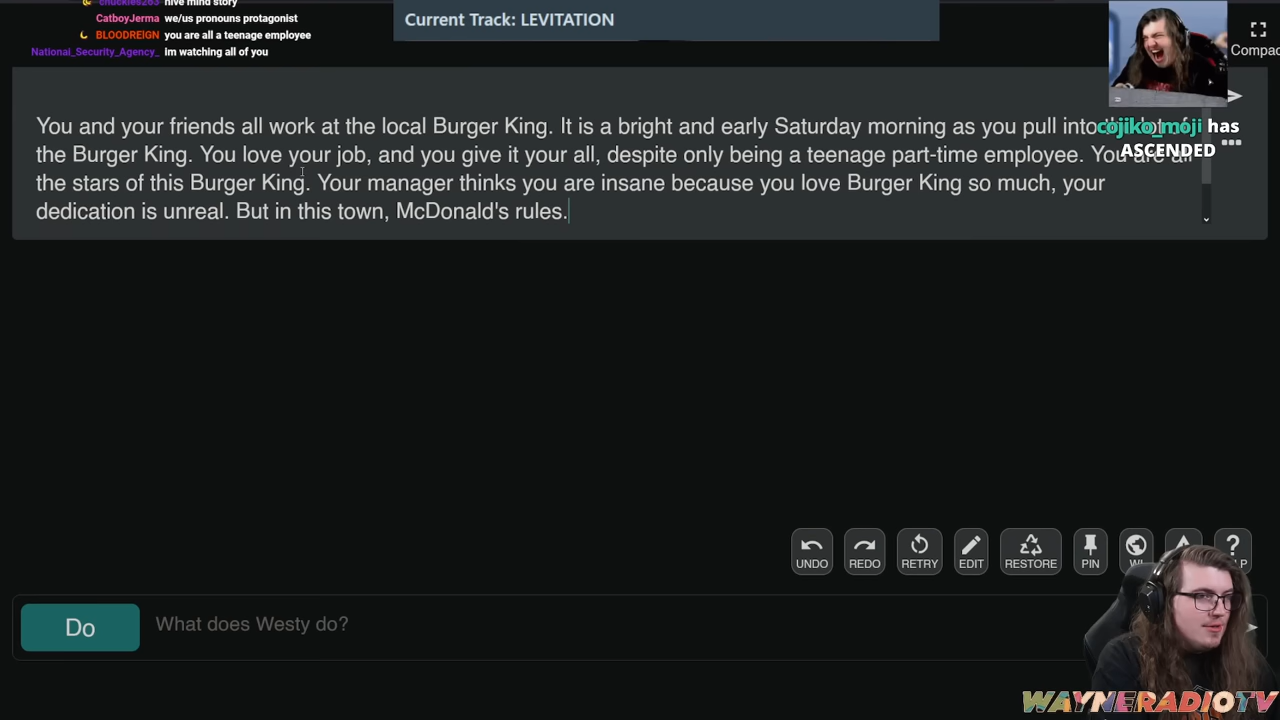 chuckles263 hive mind story
CatboyJerma we/us pronouns protagonist
BLOODREIGN you are all a teenage employee
National_Security_Agency_ im watching all of you
Current Track: LEVITATION
cojiko_moji has
ASCENDED
You and your friends all work at the local Burger King. It is a bright and early Saturday morning as you pull into
the Burger King. You love your job, and you give it your all, despite only being a teenage part-time employee. You are all
the stars of this Burger King. Your manager thinks you are insane because you love Burger King so much, your
dedication is unreal. But in this town, McDonald's rules.
UNDO
REDO
RETRY
EDIT
RESTORE
PIN
Do
What does Westy do?
WAYNERADIOTV